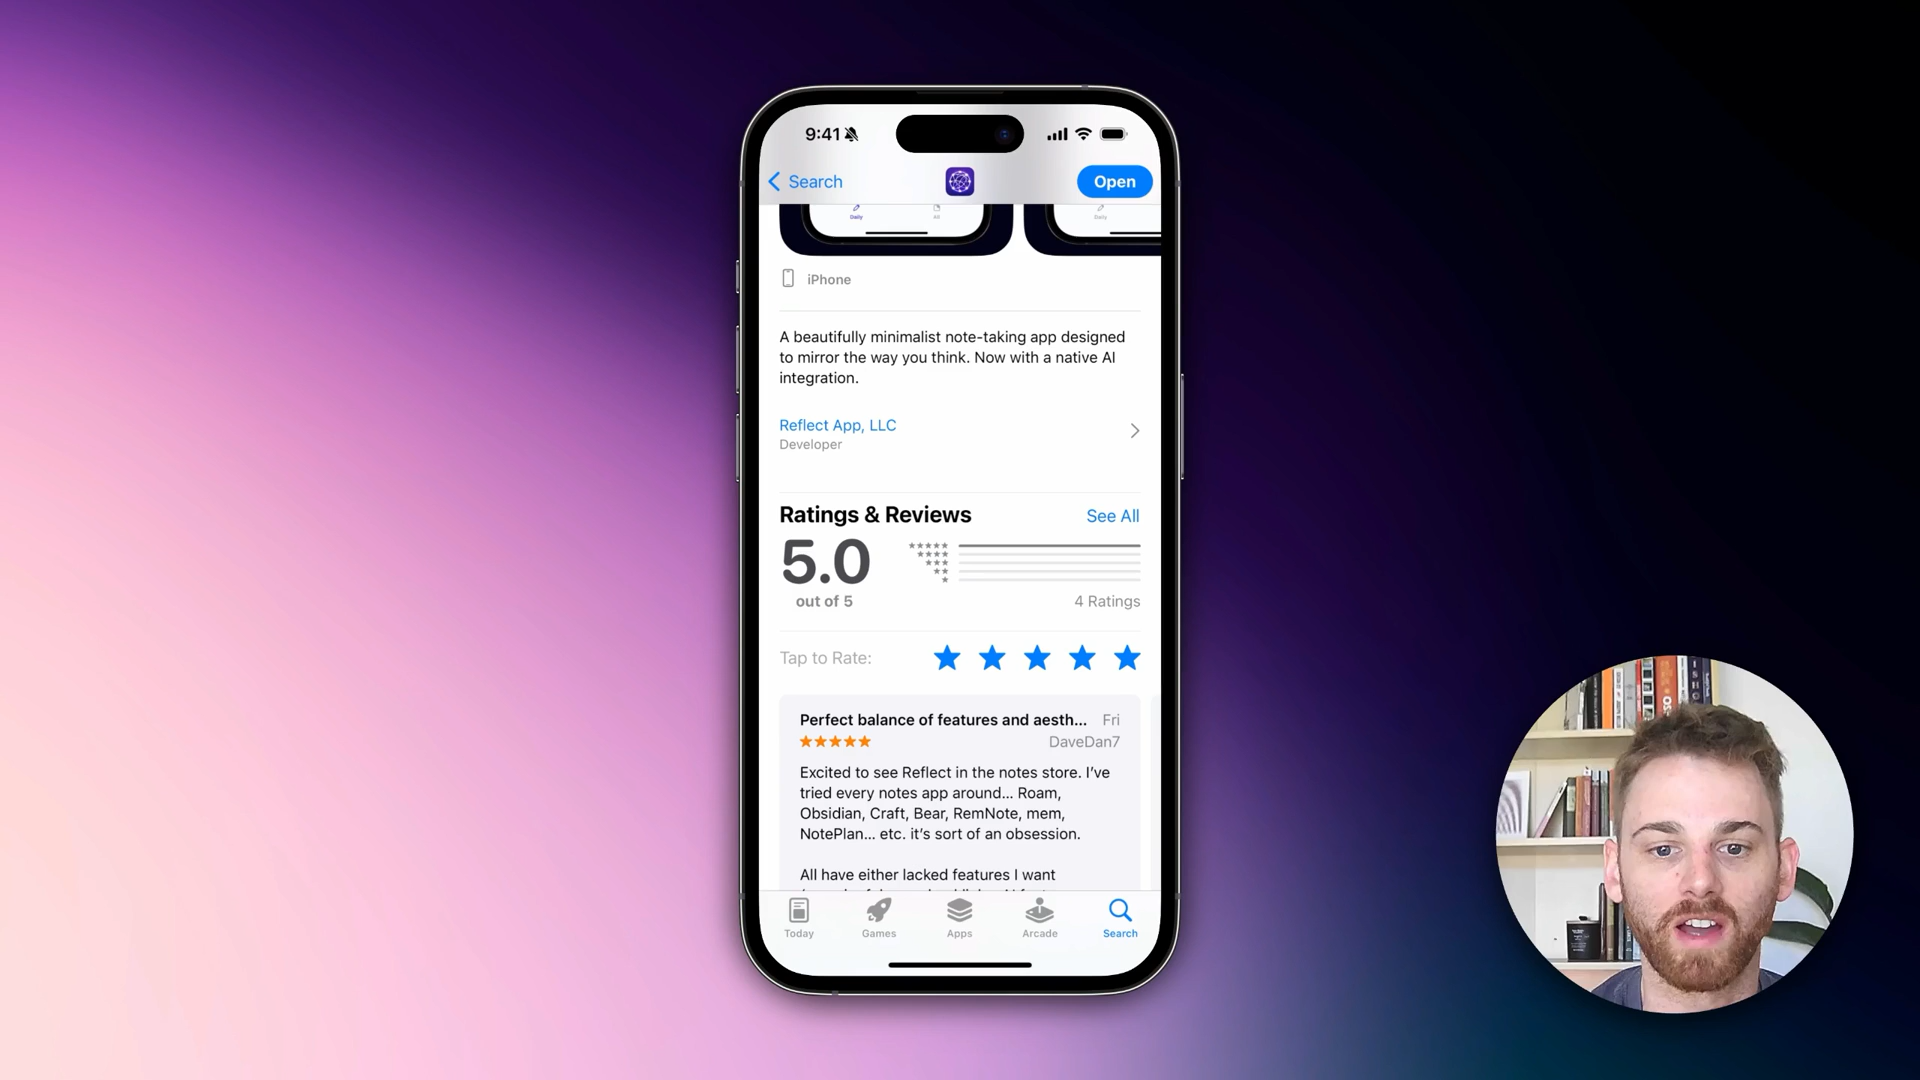 9:41
Search
Open
Daily
All
Daily
iPhone
A beautifully minimalist note-taking app designed
to mirror the way you think. Now with a native AI
integration.
Reflect App, LLC
Developer
Ratings & Reviews
See All
5.0
out of 5
4 Ratings
Tap to Rate:
Perfect balance of features and aesth...
Fri
DaveDan7
Excited to see Reflect in the notes store. I’ve
tried every notes app around... Roam,
Obsidian, Craft, Bear, RemNote, mem,
NotePlan... etc. it’s sort of an obsession.
All have either lacked features I want
Today
Games
Apps
Arcade
Search